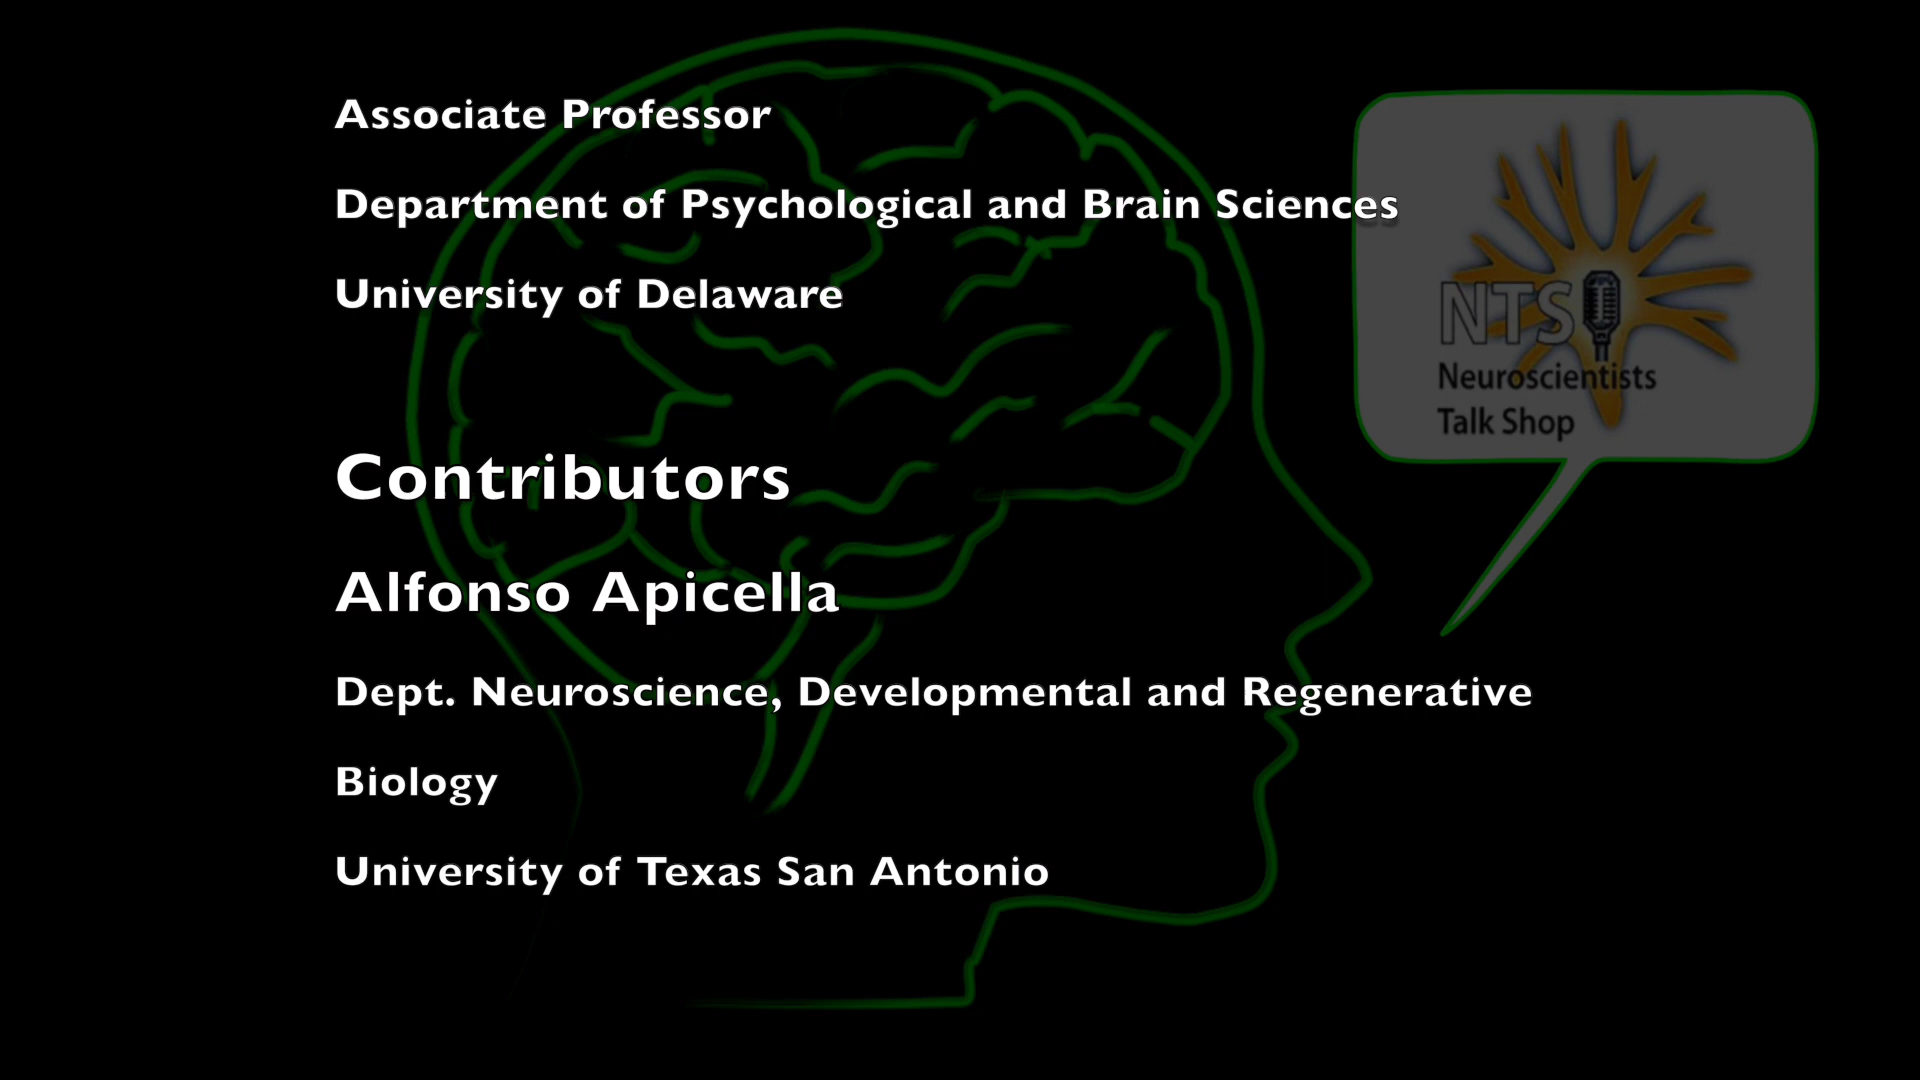 Associate Professor
Department of Psychological and Brain Sciences
University of Delaware
Contributors
Alfonso Apicella
Dept. Neuroscience, Developmental and Regenerative
Biology
University of Texas San Antonio
NTS
Neuroscientists
Talk Shop